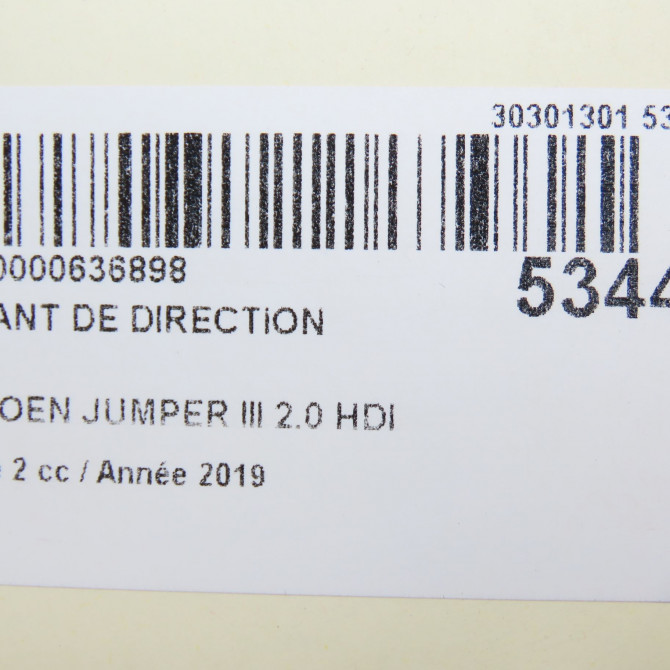 30301301 53
0000636898
5344
ANT DE DIRECTION
OEN JUMPER III 2.0 HDI
2 cc / Année 2019